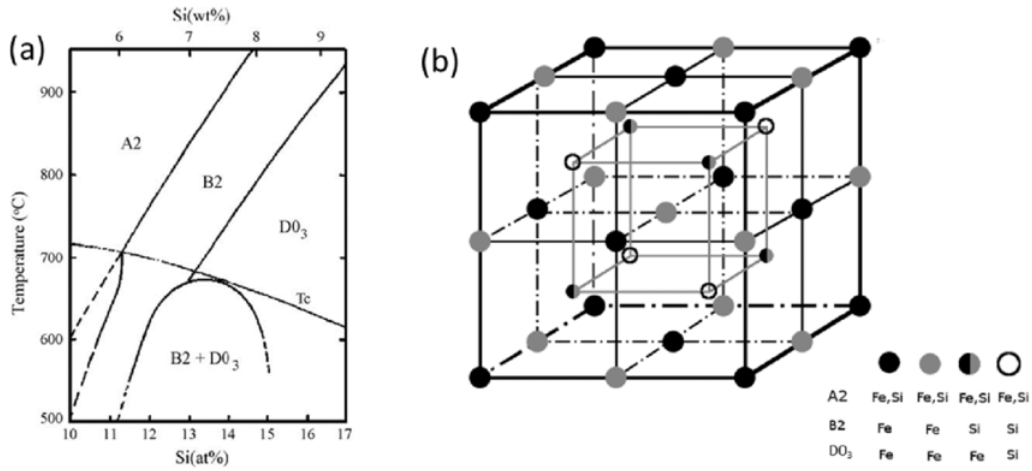 (a)
Si(wt%)
6 7 8 9
Temperature (°C)
900
800
700
600
500
A2
B2
D03
Tc
B2 + D03
10 11 12 13 14 15 16 17
Si(at%)
(b)
A2 Fe,Si Fe,Si Fe,Si Fe,Si
B2 Fe Fe Si Si
D03 Fe Fe Fe Si